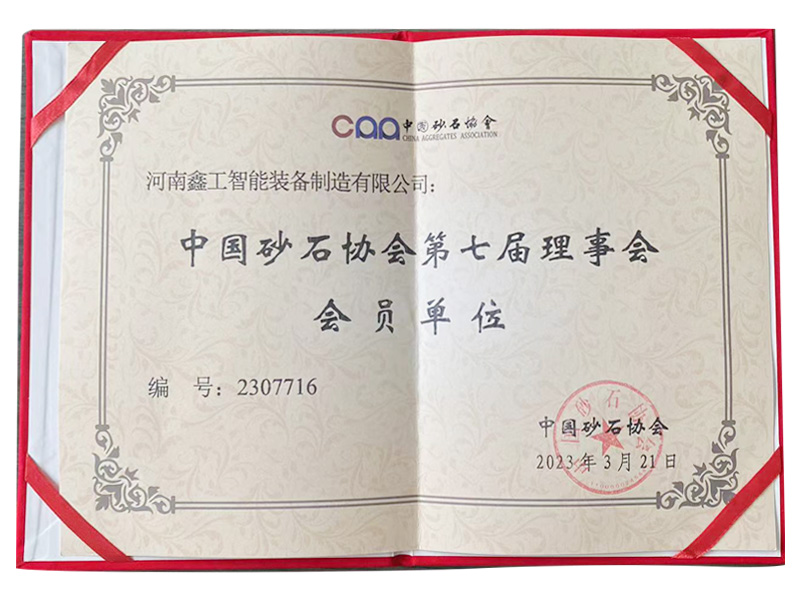 CAA 中国砂石协會
CHINA AGGREGATES ASSOCIATION
河南鑫工智能装备制造有限公司：
中国砂石协会第七届理事会
会员单位
编 号：2307716
中国砂石协会
2023年3月21日